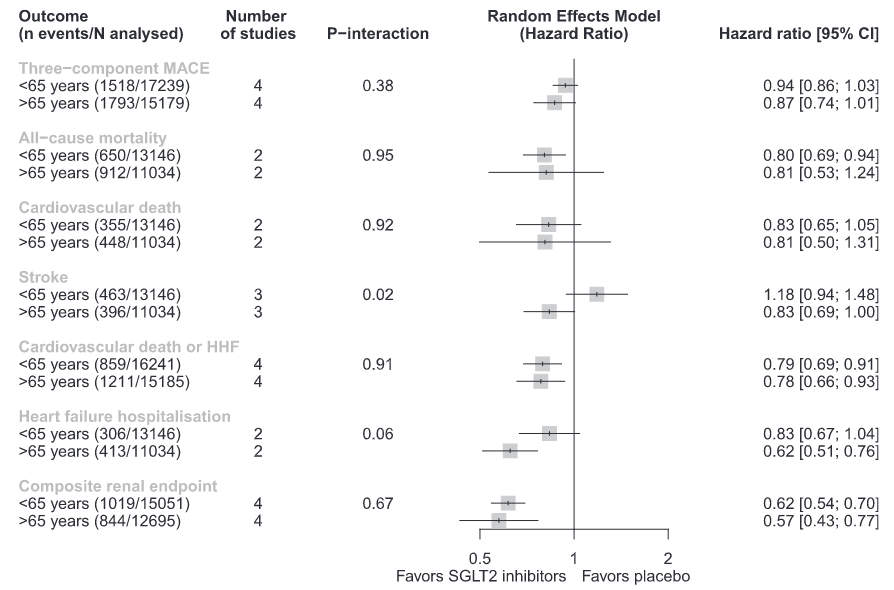 Outcome Number Random Effects Model
(n events/N analysed) of studies P−interaction (Hazard Ratio) Hazard ratio [95% CI]
Three−component MACE
<65 years (1518/17239) 4 0.38 0.94 [0.86; 1.03]
>65 years (1793/15179) 4 0.87 [0.74; 1.01]
All−cause mortality
<65 years (650/13146) 2 0.95 0.80 [0.69; 0.94]
>65 years (912/11034) 2 0.81 [0.53; 1.24]
Cardiovascular death
<65 years (355/13146) 2 0.92 0.83 [0.65; 1.05]
>65 years (448/11034) 2 0.81 [0.50; 1.31]
Stroke
<65 years (463/13146) 3 0.02 1.18 [0.94; 1.48]
>65 years (396/11034) 3 0.83 [0.69; 1.00]
Cardiovascular death or HHF
<65 years (859/16241) 4 0.91 0.79 [0.69; 0.91]
>65 years (1211/15185) 4 0.78 [0.66; 0.93]
Heart failure hospitalisation
<65 years (306/13146) 2 0.06 0.83 [0.67; 1.04]
>65 years (413/11034) 2 0.62 [0.51; 0.76]
Composite renal endpoint
<65 years (1019/15051) 4 0.67 0.62 [0.54; 0.70]
>65 years (844/12695) 4 0.57 [0.43; 0.77]
0.5 1 2
Favors SGLT2 inhibitors Favors placebo